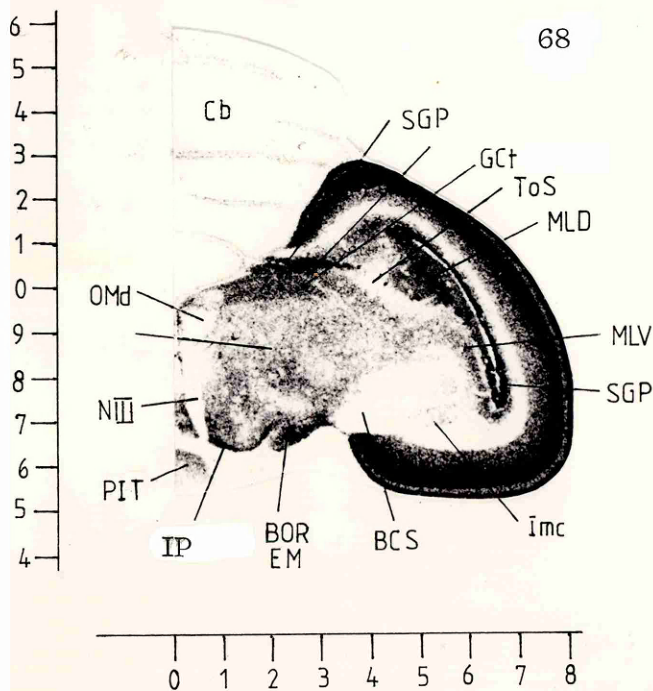 68
6
5
4
3
2
1
0
9
8
7
6
5
4
Cb
SGP
GCt
ToS
MLD
OMd
MLV
SGP
NIII
PIT
IP
BOR
EM
BCS
Imc
0 1 2 3 4 5 6 7 8